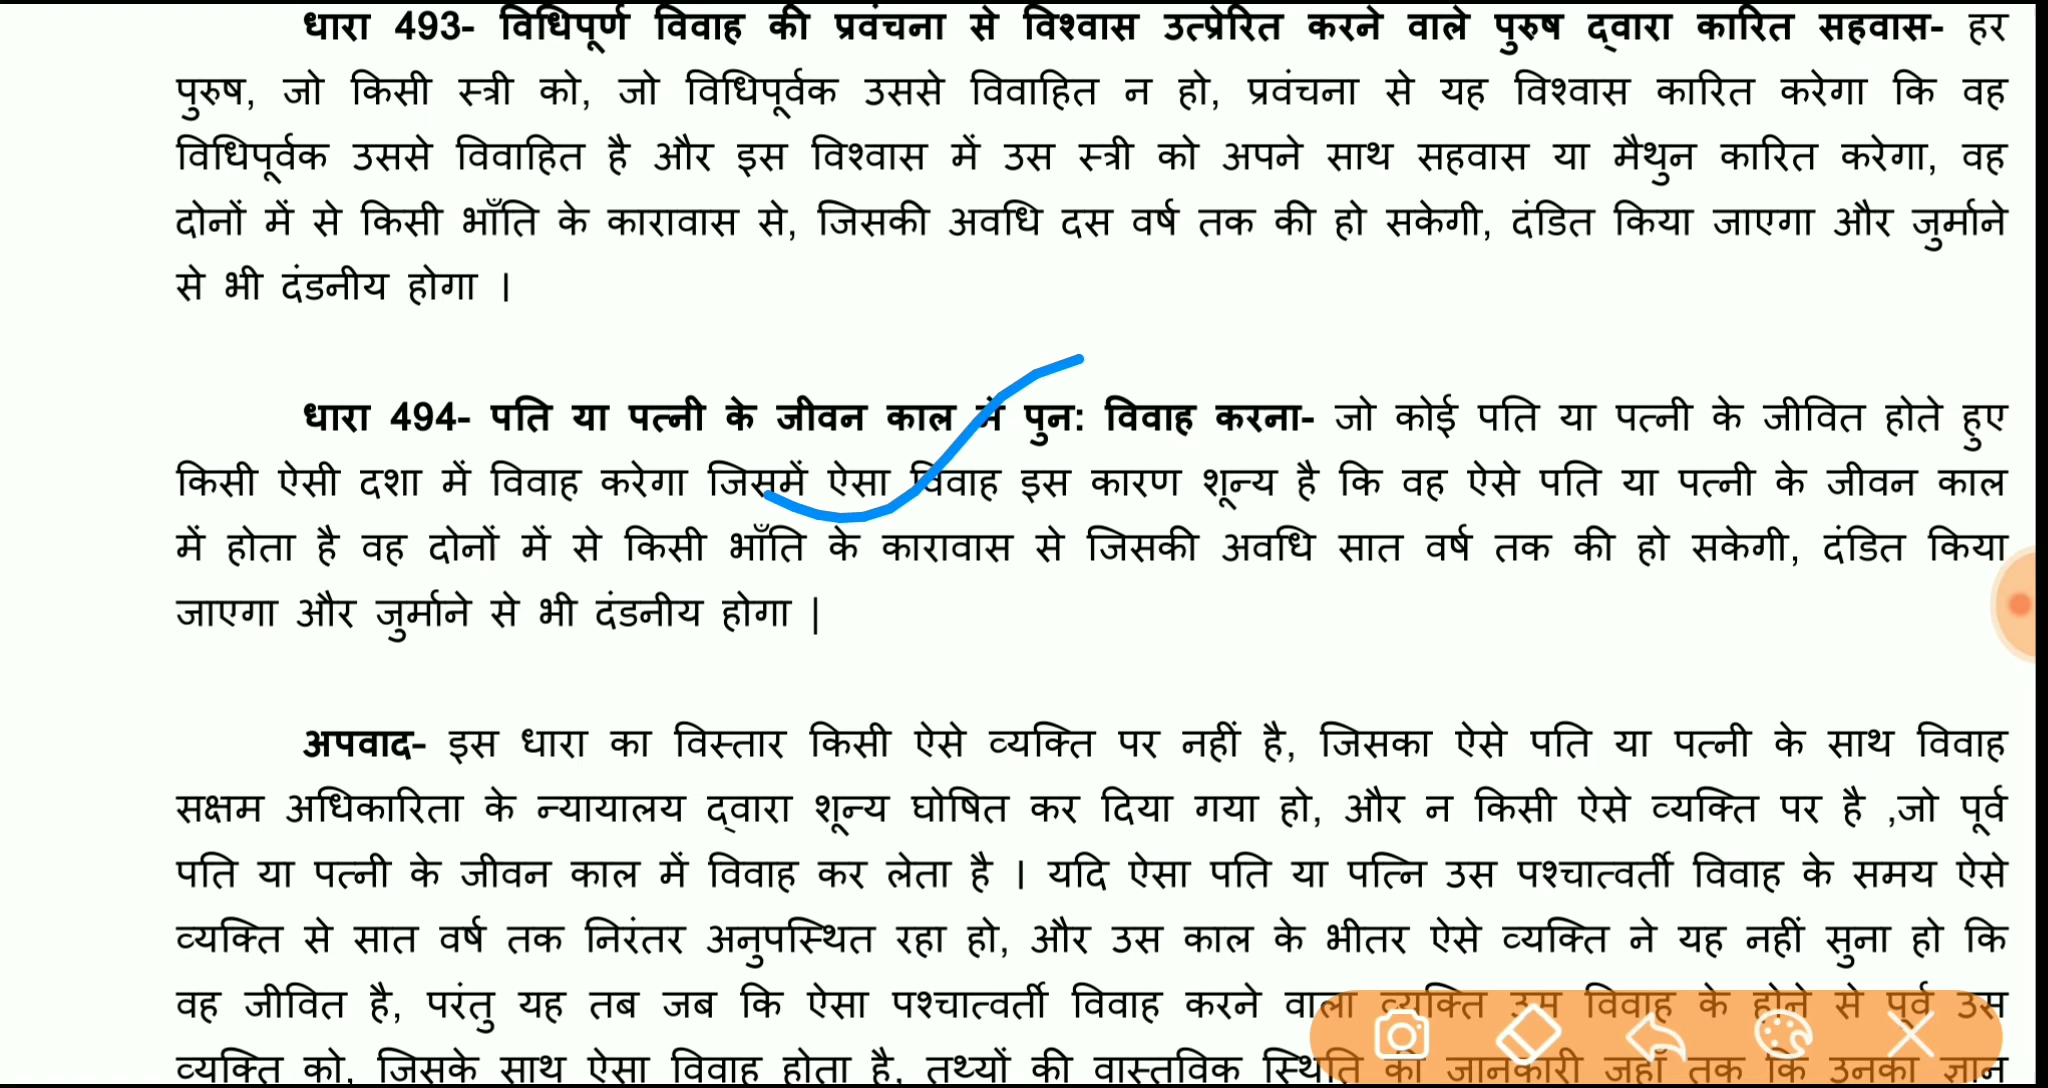 धारा 493- विधिपूर्ण विवाह की प्रवंचना से विश्वास उत्प्रेरित करने वाले पुरुष द्वारा कारित सहवास- हर
पुरुष, जो किसी स्त्री को, जो विधिपूर्वक उससे विवाहित न हो, प्रवंचना से यह विश्वास कारित करेगा कि वह
विधिपूर्वक उससे विवाहित है और इस विश्वास में उस स्त्री को अपने साथ सहवास या मैथुन कारित करेगा, वह
दोनों में से किसी भाँति के कारावास से, जिसकी अवधि दस वर्ष तक की हो सकेगी, दंडित किया जाएगा और जुर्माने
से भी दंडनीय होगा ।
धारा 494- पति या पत्नी के जीवन काल में पुन: विवाह करना- जो कोई पति या पत्नी के जीवित होते हुए
किसी ऐसी दशा में विवाह करेगा जिसमें ऐसा विवाह इस कारण शून्य है कि वह ऐसे पति या पत्नी के जीवन काल
में होता है वह दोनों में से किसी भाँति के कारावास से जिसकी अवधि सात वर्ष तक की हो सकेगी, दंडित किया
जाएगा और जुर्माने से भी दंडनीय होगा |
अपवाद– इस धारा का विस्तार किसी ऐसे व्यक्ति पर नहीं है, जिसका ऐसे पति या पत्नी के साथ विवाह
सक्षम अधिकारिता के न्यायालय द्वारा शून्य घोषित कर दिया गया हो, और न किसी ऐसे व्यक्ति पर है ,जो पूर्व
पति या पत्नी के जीवन काल में विवाह कर लेता है । यदि ऐसा पति या पत्नि उस पश्चात्वर्ती विवाह के समय ऐसे
व्यक्ति से सात वर्ष तक निरंतर अनुपस्थित रहा हो, और उस काल के भीतर ऐसे व्यक्ति ने यह नहीं सुना हो कि
वह जीवित है, परंतु यह तब जब कि ऐसा पश्चात्वर्ती विवाह करने वाला व्यक्ति उस विवाह के होने से पूर्व उस
व्यक्ति को, जिसके साथ ऐसा विवाह होता है, तथ्यों की वास्तविक स्थिति की जानकारी जहाँ तक कि उनका ज्ञान